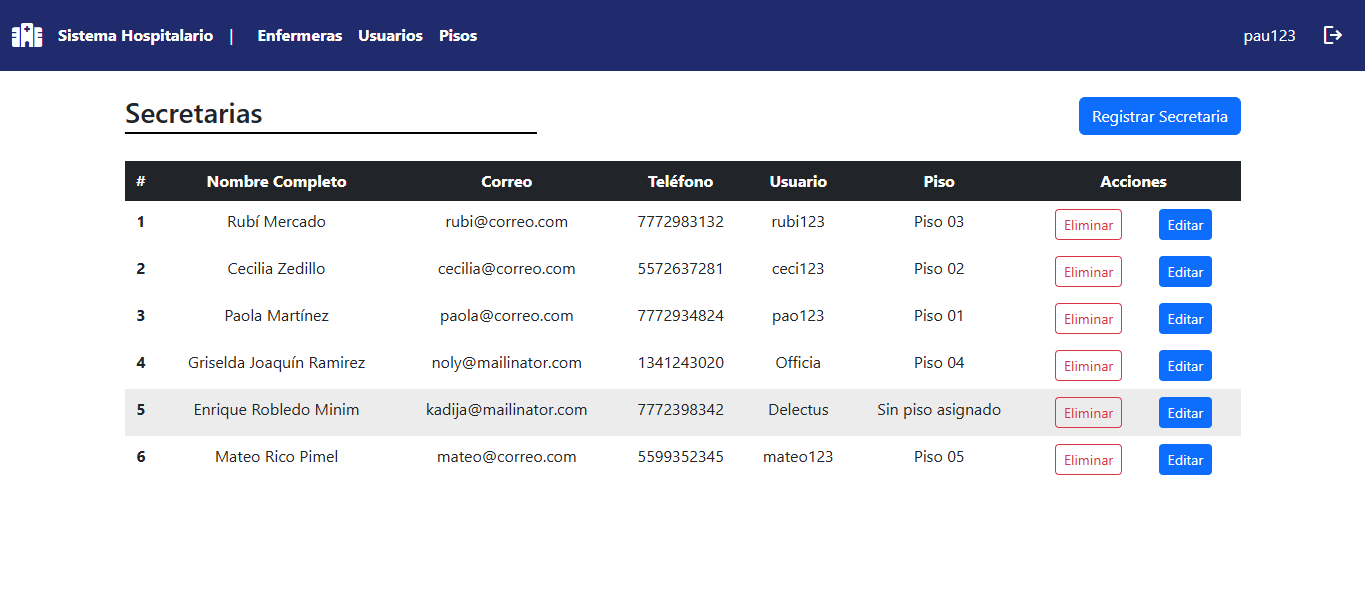 Sistema Hospitalario | Enfermeras Usuarios Pisos pau123
Secretarias Registrar Secretaria
# Nombre Completo Correo Teléfono Usuario Piso Acciones
1 Rubí Mercado rubi@correo.com 7772983132 rubi123 Piso 03 Eliminar Editar
2 Cecilia Zedillo cecilia@correo.com 5572637281 ceci123 Piso 02 Eliminar Editar
3 Paola Martínez paola@correo.com 7772934824 pao123 Piso 01 Eliminar Editar
4 Griselda Joaquín Ramirez noly@mailinator.com 1341243020 Officia Piso 04 Eliminar Editar
5 Enrique Robledo Minim kadija@mailinator.com 7772398342 Delectus Sin piso asignado Eliminar Editar
6 Mateo Rico Pimel mateo@correo.com 5599352345 mateo123 Piso 05 Eliminar Editar